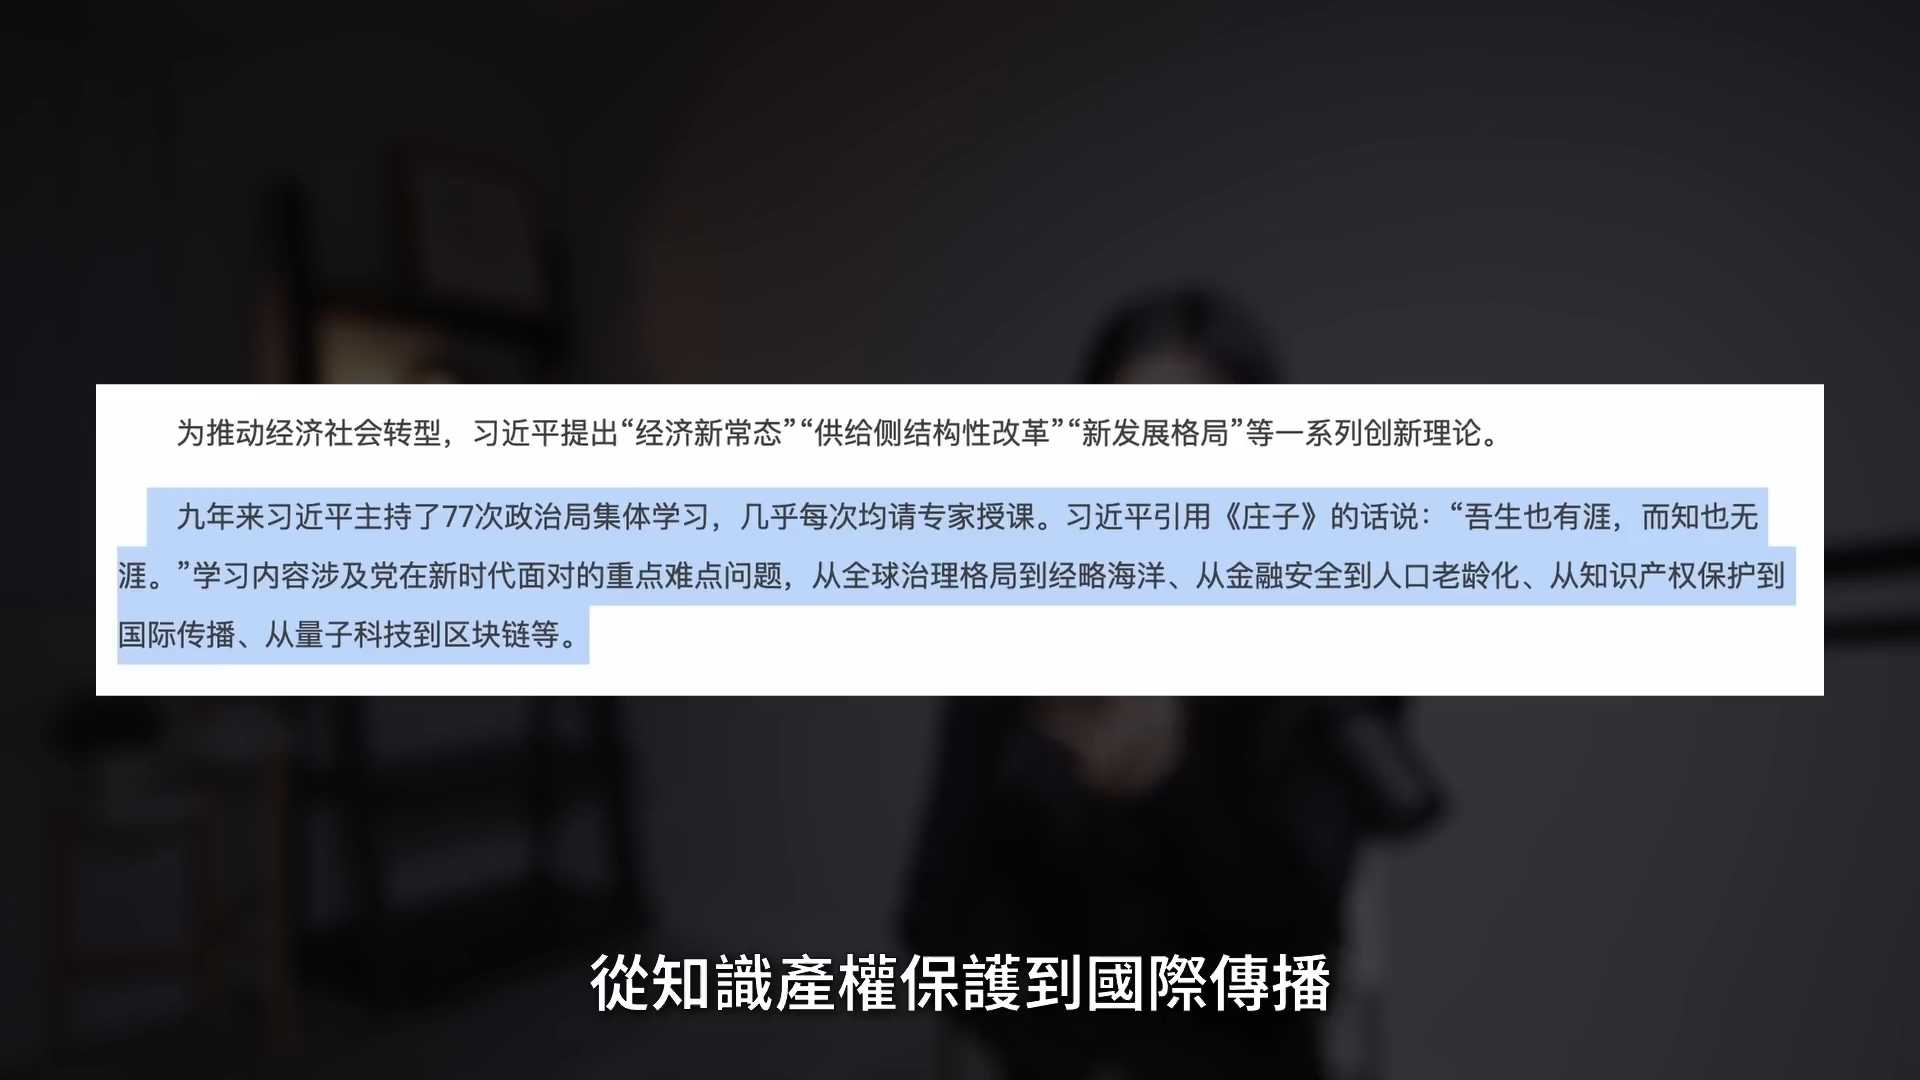 为推动经济社会转型，习近平提出“经济新常态”“供给侧结构性改革”“新发展格局”等一系列创新理论。
九年来习近平主持了77次政治局集体学习，几乎每次均请专家授课。习近平引用《庄子》的话说：“吾生也有涯，而知也无
涯。”学习内容涉及党在新时代面对的重点难点问题，从全球治理格局到经略海洋、从金融安全到人口老龄化、从知识产权保护到
国际传播、从量子科技到区块链等。
從知識產權保護到國際傳播